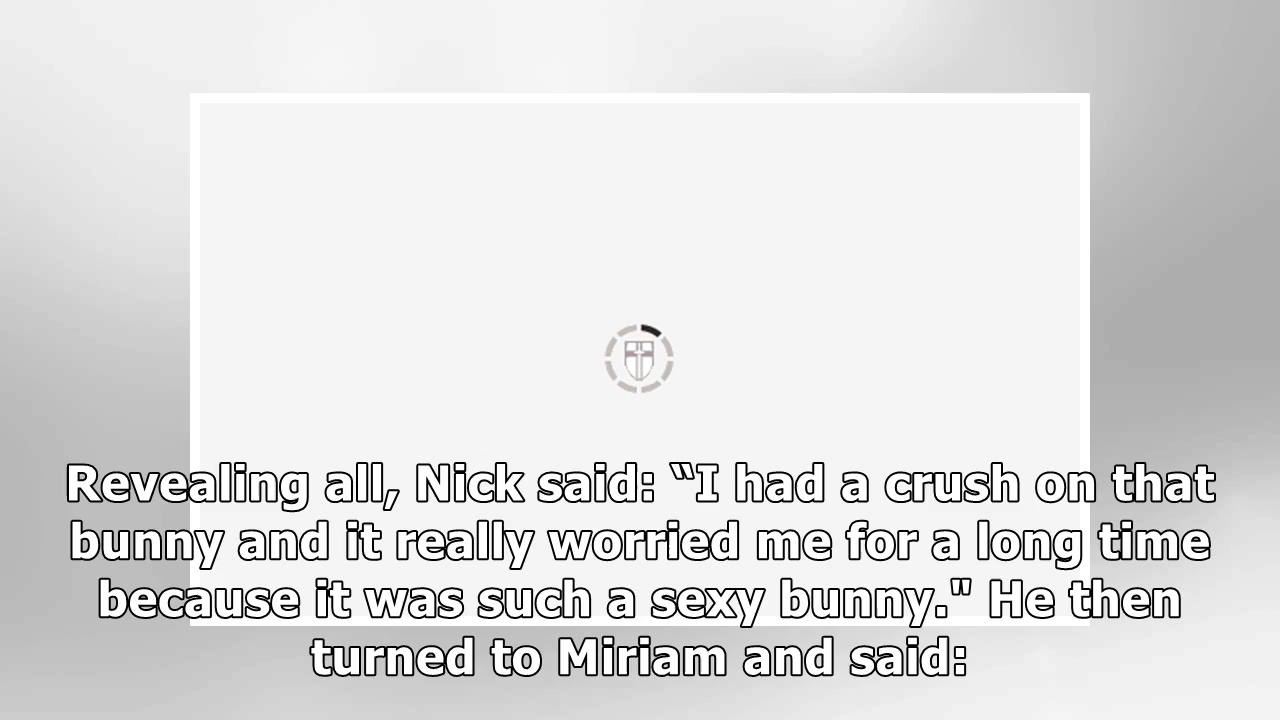 Revealing all, Nick said: “I had a crush on that
bunny and it really worried me for a long time
because it was such a sexy bunny." He then
turned to Miriam and said: